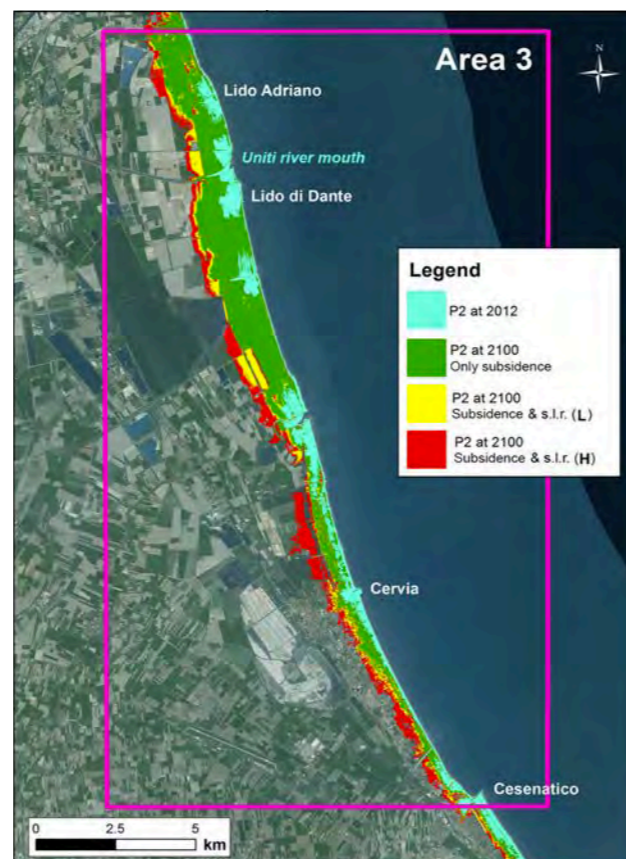 Area 3
N
Lido Adriano
Uniti river mouth
Lido di Dante
Legend
P2 at 2012
P2 at 2100
Only subsidence
P2 at 2100
Subsidence & s.l.r. (L)
P2 at 2100
Subsidence & s.l.r. (H)
Cervia
Cesenatico
0 2.5 5
km